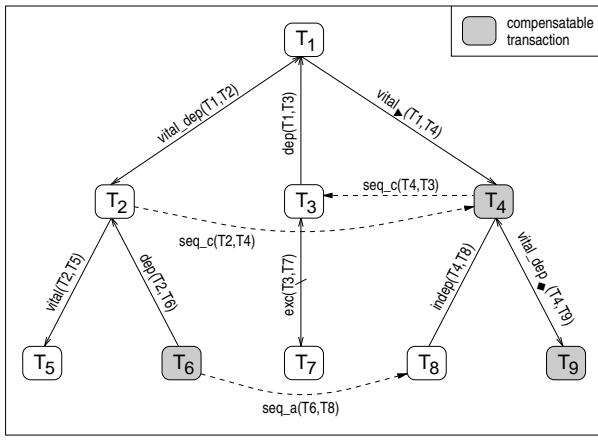 compensatable
transaction
T1
vital_dep(T1,T2)
dep(T1,T3)
vital▲(T1,T4)
T2
T3
seq_c(T4,T3)
T4
seq_c(T2,T4)
vital(T2,T5)
dep(T2,T6)
exc(T3,T7)
indep(T4,T8)
vital_dep◆(T4,T9)
T5
T6
T7
T8
T9
seq_a(T6,T8)